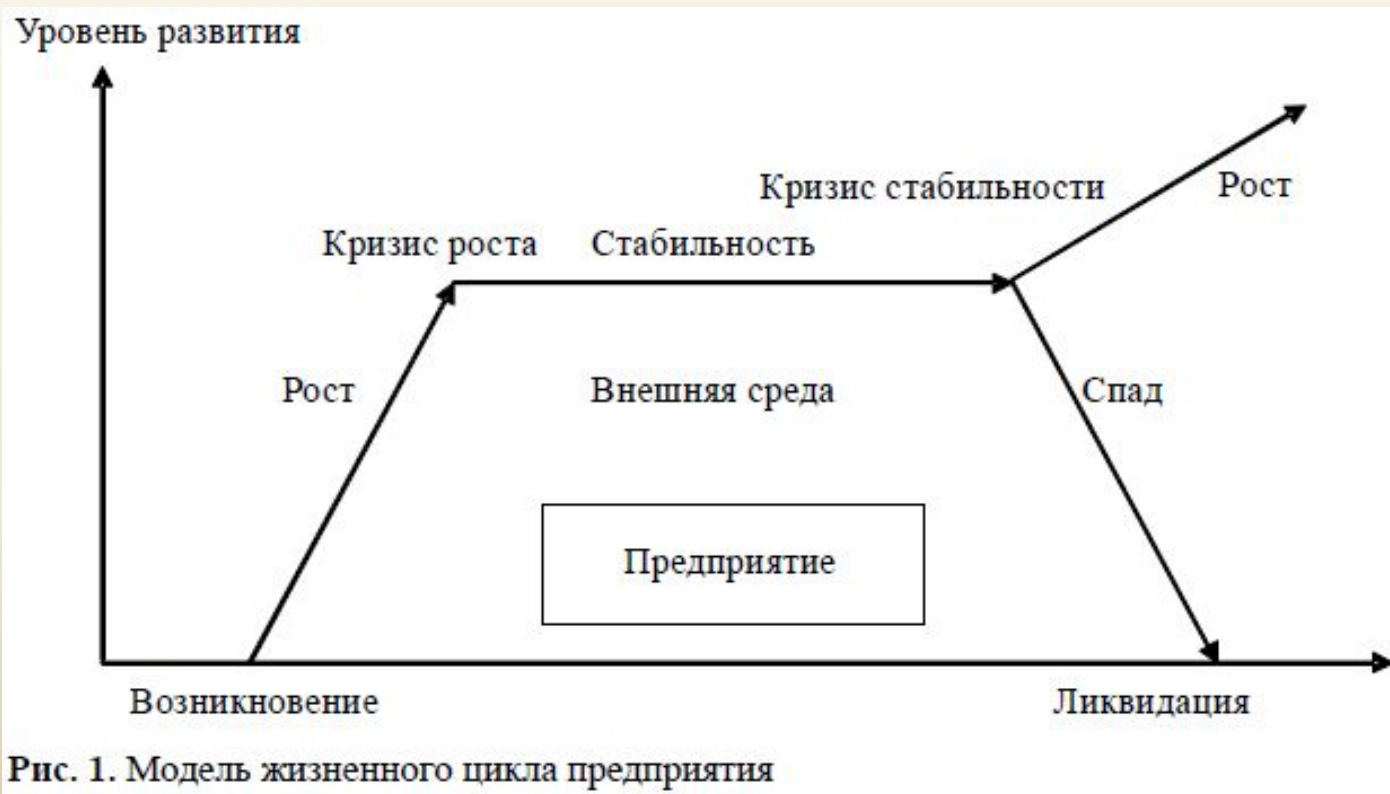 Уровень развития
Кризис стабильности
Рост
Кризис роста
Стабильность
Рост
Внешняя среда
Спад
Предприятие
Возникновение
Ликвидация
Рис. 1. Модель жизненного цикла предприятия